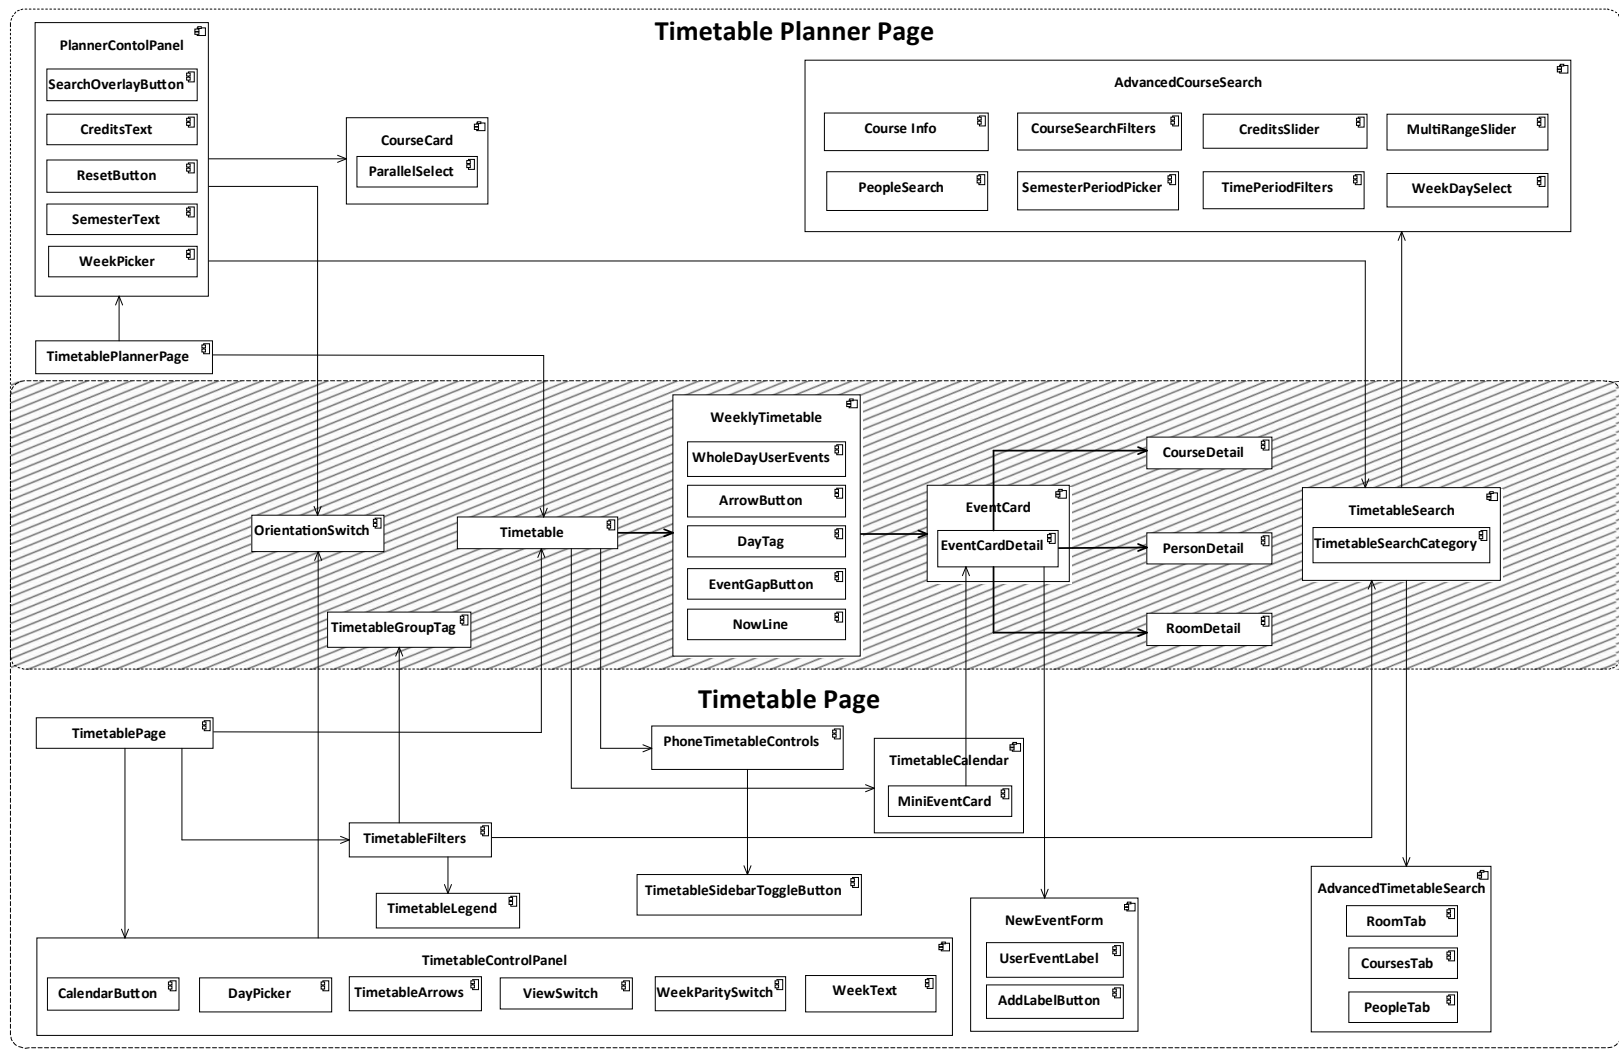 Timetable Planner Page
PlannerContolPanel
SearchOverlayButton
CreditsText
ResetButton
SemesterText
WeekPicker
CourseCard
ParallelSelect
AdvancedCourseSearch
Course Info
CourseSearchFilters
CreditsSlider
MultiRangeSlider
PeopleSearch
SemesterPeriodPicker
TimePeriodFilters
WeekDaySelect
TimetablePlannerPage
OrientationSwitch
Timetable
TimetableGroupTag
WeeklyTimetable
WholeDayUserEvents
ArrowButton
DayTag
EventGapButton
NowLine
EventCard
EventCardDetail
CourseDetail
PersonDetail
RoomDetail
TimetableSearch
TimetableSearchCategory
Timetable Page
TimetablePage
PhoneTimetableControls
TimetableCalendar
MiniEventCard
TimetableFilters
TimetableLegend
TimetableSidebarToggleButton
NewEventForm
UserEventLabel
AddLabelButton
AdvancedTimetableSearch
RoomTab
CoursesTab
PeopleTab
TimetableControlPanel
CalendarButton
DayPicker
TimetableArrows
ViewSwitch
WeekParitySwitch
WeekText